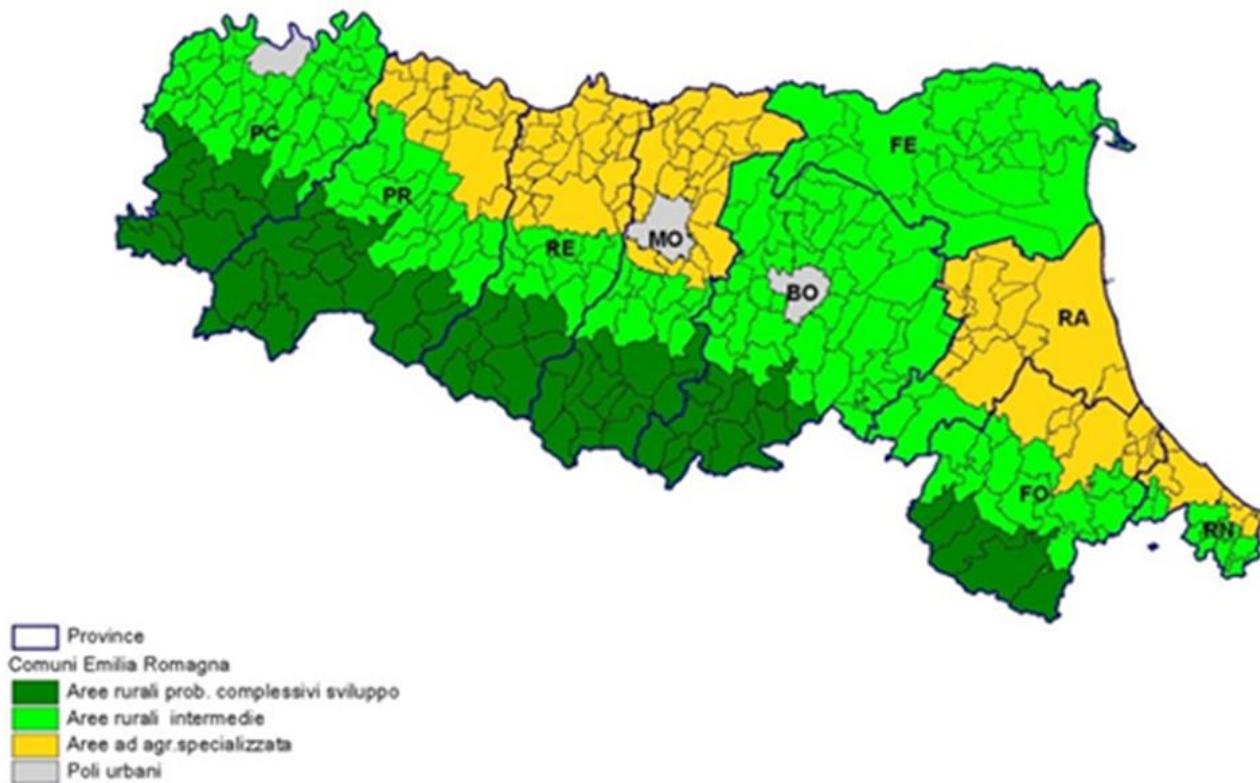 PC
FE
PR
MO
RE
BO
RA
FO
RN
Province
Comuni Emilia Romagna
Aree rurali prob. complessivi sviluppo
Aree rurali intermedie
Aree ad agr.specializzata
Poli urbani